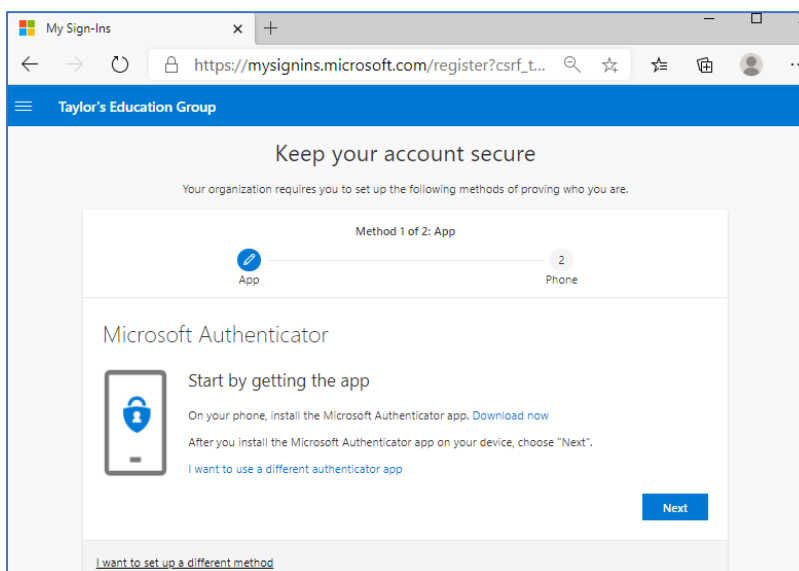 My Sign-Ins
https://mysignins.microsoft.com/register?csrf_t...
Taylor's Education Group
Keep your account secure
Your organization requires you to set up the following methods of proving who you are.
Method 1 of 2: App
2
App Phone
Microsoft Authenticator
Start by getting the app
On your phone, install the Microsoft Authenticator app. Download now
After you install the Microsoft Authenticator app on your device, choose "Next".
I want to use a different authenticator app
Next
I want to set up a different method